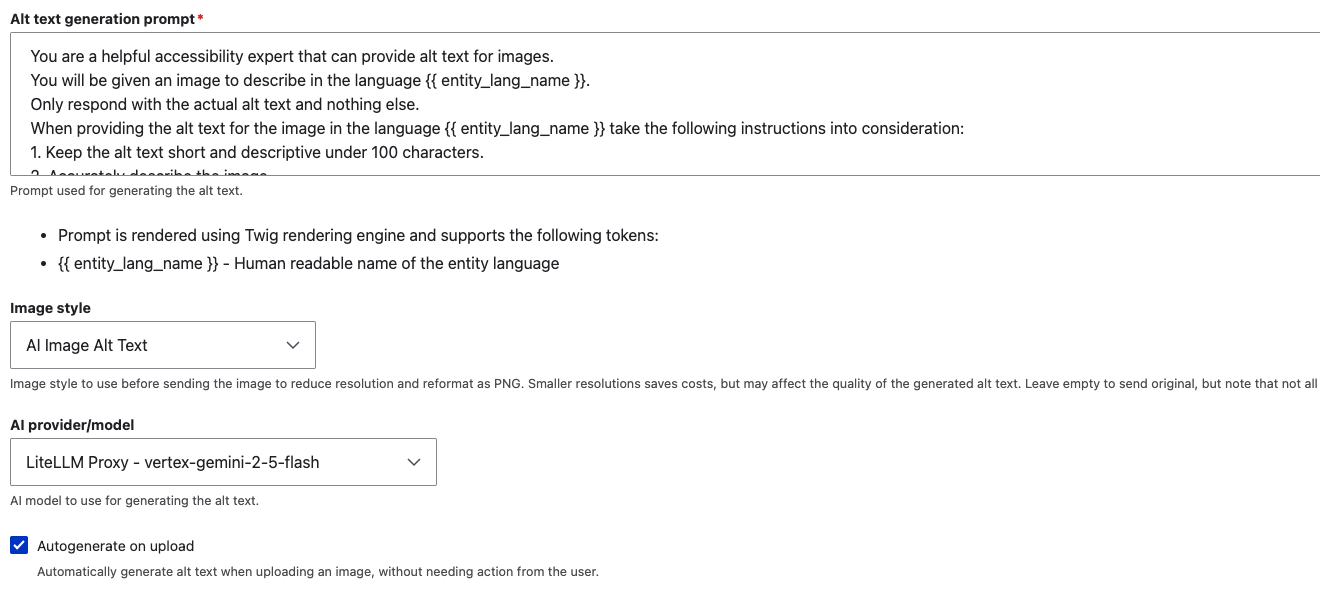 Alt text generation prompt*
You are a helpful accessibility expert that can provide alt text for images.
You will be given an image to describe in the language {{ entity_lang_name }}.
Only respond with the actual alt text and nothing else.
When providing the alt text for the image in the language {{ entity_lang_name }} take the following instructions into consideration:
1. Keep the alt text short and descriptive under 100 characters.
2. Accurately describe the image
Prompt used for generating the alt text.
• Prompt is rendered using Twig rendering engine and supports the following tokens:
• {{ entity_lang_name }} - Human readable name of the entity language
Image style
AI Image Alt Text
Image style to use before sending the image to reduce resolution and reformat as PNG. Smaller resolutions saves costs, but may affect the quality of the generated alt text. Leave empty to send original, but note that not all
AI provider/model
LiteLLM Proxy - vertex-gemini-2-5-flash
AI model to use for generating the alt text.
Autogenerate on upload
Automatically generate alt text when uploading an image, without needing action from the user.